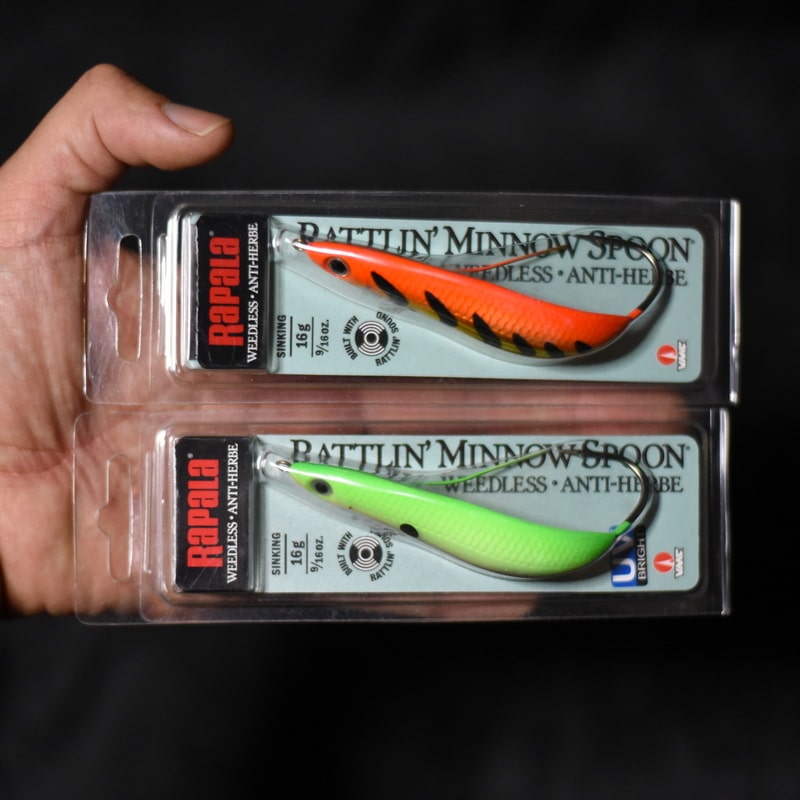 RAPALA®
WEEDLESS • ANTI-HERBE
RATTLIN' MINNOW SPOON®
WEEDLESS • ANTI-HERBE
SINKING
16 g
9/16 oz.
BUILT WITH
RATTLIN' SOUND
VMC
RAPALA®
WEEDLESS • ANTI-HERBE
RATTLIN' MINNOW SPOON®
WEEDLESS • ANTI-HERBE
SINKING
16 g
9/16 oz.
BUILT WITH
RATTLIN' SOUND
UV
BRIGHT
VMC